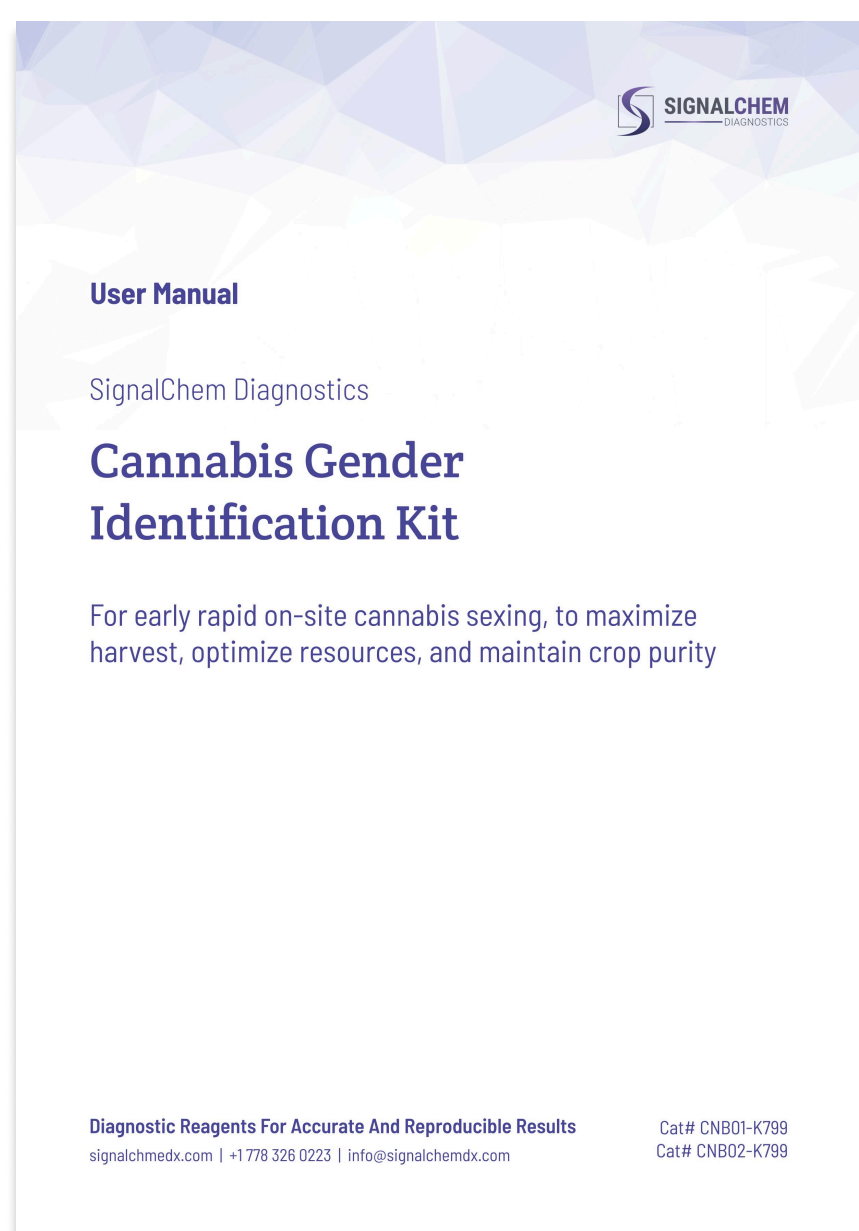 SIGNALCHEM
DIAGNOSTICS
User Manual
SignalChem Diagnostics
Cannabis Gender
Identification Kit
For early rapid on-site cannabis sexing, to maximize
harvest, optimize resources, and maintain crop purity
Diagnostic Reagents For Accurate And Reproducible Results
signalchmedx.com | +1 778 326 0223 | info@signalchemdx.com
Cat# CNB01-K799
Cat# CNB02-K799